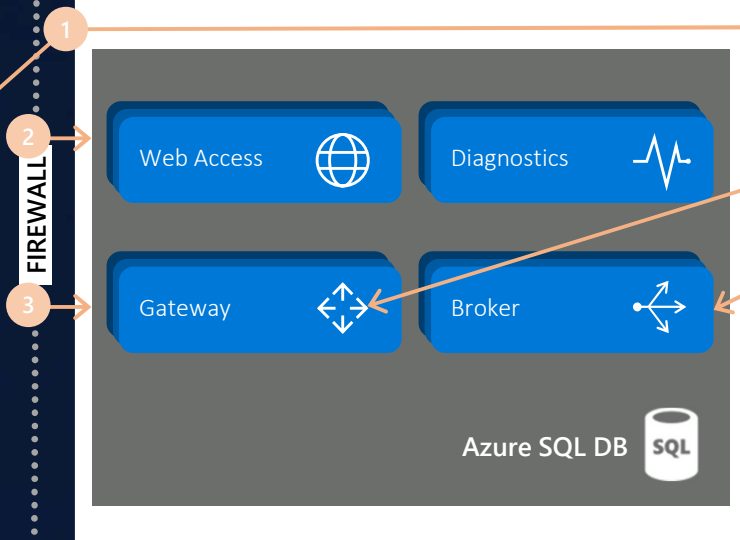 1
2
Web Access
Diagnostics
FIREWALL
3
Gateway
Broker
Azure SQL DB
SQL